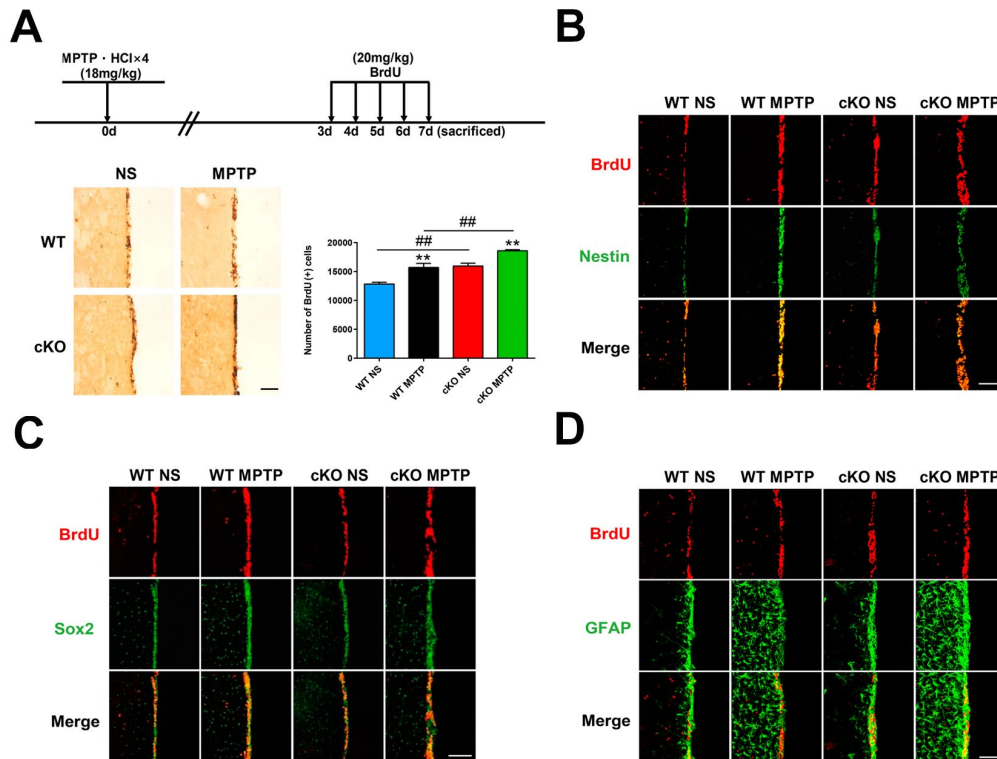 A
MPTP · HCl×4
(18mg/kg)
(20mg/kg)
BrdU
0d
3d 4d 5d 6d 7d (sacrificed)
NS MPTP
WT
cKO
Number of BrdU (+) cells
20000
15000
10000
5000
0
##
##
**
**
WT NS
WT MPTP
cKO NS
cKO MPTP
B
WT NS WT MPTP cKO NS cKO MPTP
BrdU
Nestin
Merge
C
WT NS WT MPTP cKO NS cKO MPTP
BrdU
Sox2
Merge
D
WT NS WT MPTP cKO NS cKO MPTP
BrdU
GFAP
Merge